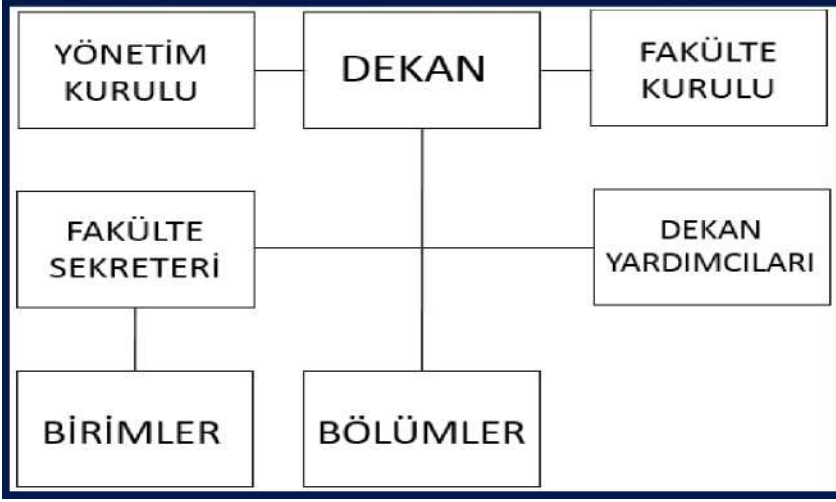 YÖNETİM
KURULU
DEKAN
FAKÜLTE
KURULU
FAKÜLTE
SEKRETERİ
DEKAN
YARDIMCILARI
BİRİMLER
BÖLÜMLER